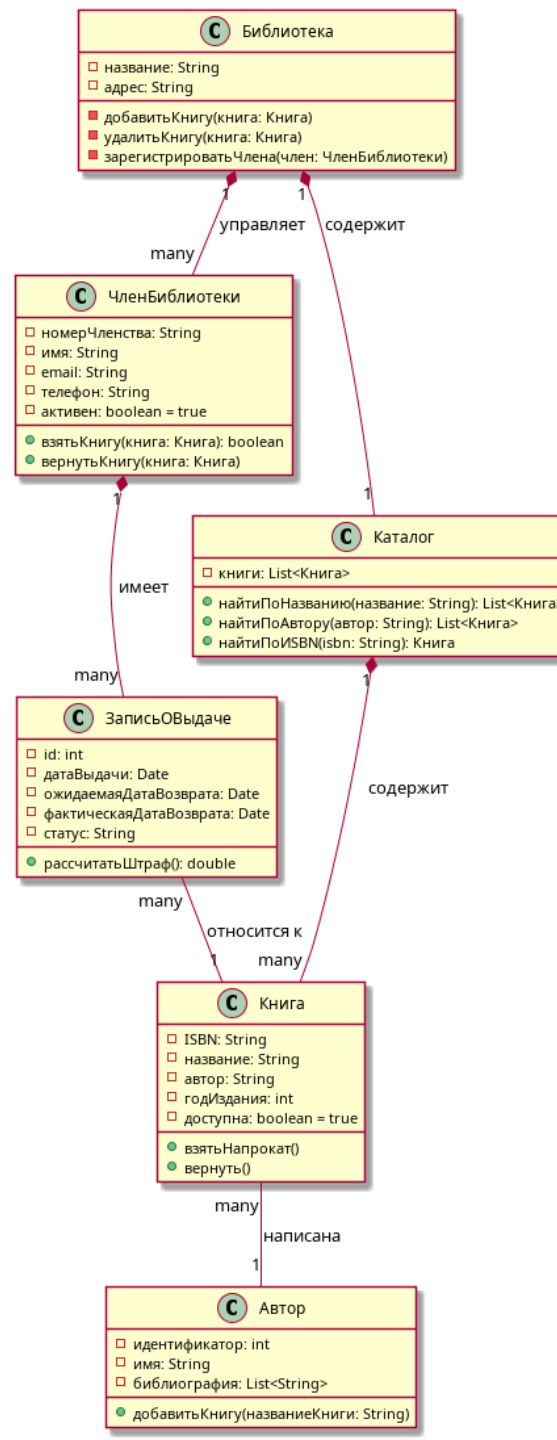 C Библиотека
название: String
адрес: String
добавитьКнигу(книга: Книга)
удалитьКнигу(книга: Книга)
зарегистрироватьЧлена(член: ЧленБиблиотеки)
1
1
управляет
содержит
many
C ЧленБиблиотеки
номерЧленства: String
имя: String
email: String
телефон: String
активен: boolean = true
взятьКнигу(книга: Книга): boolean
вернутьКнигу(книга: Книга)
1
1
C Каталог
книги: List<Книга>
найтиПоНазванию(название: String): List<Книга
найтиПоАвтору(автор: String): List<Книга>
найтиПоИSBN(isbn: String): Книга
имеет
many
1
C ЗаписьОВыдаче
id: int
датаВыдачи: Date
ожидаемаяДатаВозврата: Date
фактическаяДатаВозврата: Date
статус: String
рассчитатьШтраф(): double
содержит
many
относится к
1
many
C Книга
ISBN: String
название: String
автор: String
годИздания: int
доступна: boolean = true
взятьНапрокат()
вернуть()
many
написана
1
C Автор
идентификатор: int
имя: String
библиография: List<String>
добавитьКнигу(названиеКниги: String)